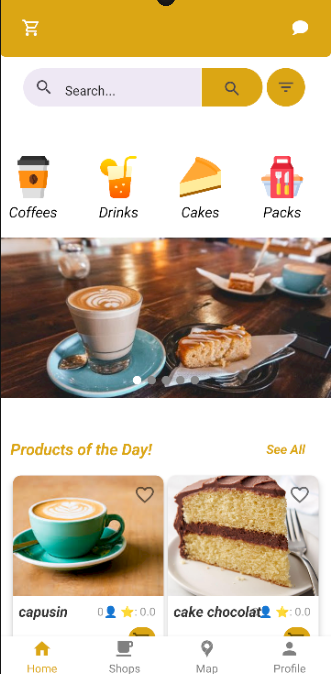 Search...
Coffees Drinks Cakes Packs
Products of the Day! See All
capusin 0👤 ⭐: 0.0 cake chocolat👤 ⭐: 0.0
Home Shops Map Profile